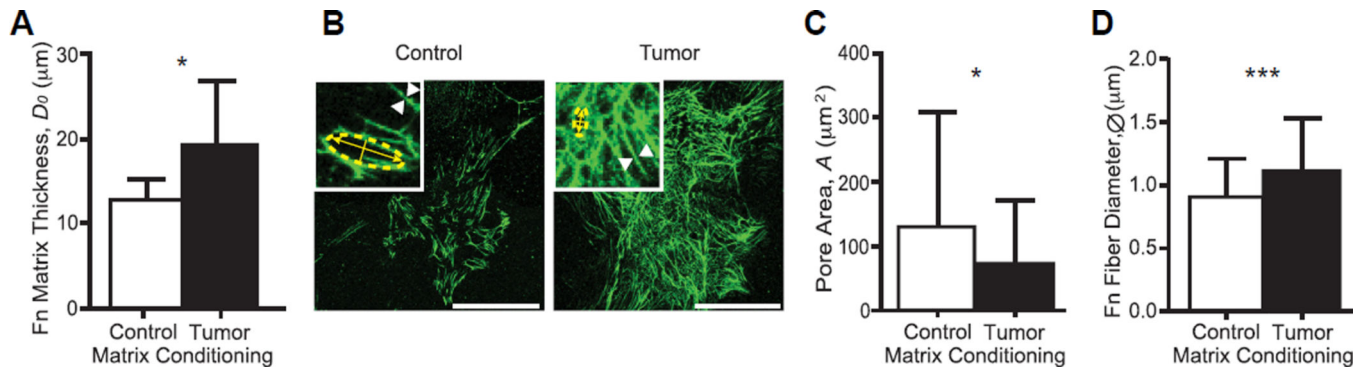 A
Fn Matrix Thickness, D₀ (μm)
30
20
10
0
*
Control Tumor
Matrix Conditioning
B
Control
Tumor
C
Pore Area, A (μm²)
400
300
200
100
0
*
Control Tumor
Matrix Conditioning
D
Fn Fiber Diameter,∅(μm)
2.0
1.5
1.0
0.5
0.0
***
Control Tumor
Matrix Conditioning